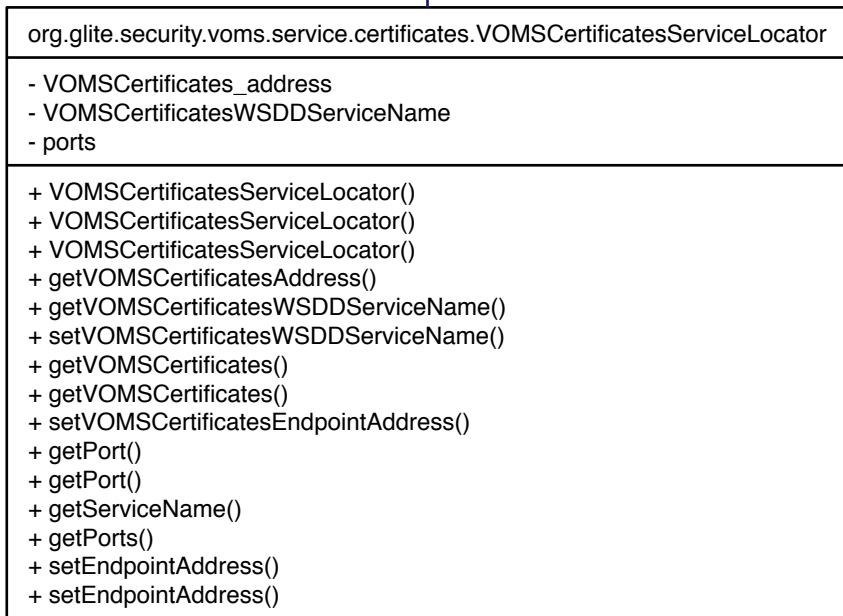 org.glite.security.voms.service.certificates.VOMSCertificatesServiceLocator
- VOMSCertificates_address
- VOMSCertificatesWSDDServiceName
- ports
+ VOMSCertificatesServiceLocator()
+ VOMSCertificatesServiceLocator()
+ VOMSCertificatesServiceLocator()
+ getVOMSCertificatesAddress()
+ getVOMSCertificatesWSDDServiceName()
+ setVOMSCertificatesWSDDServiceName()
+ getVOMSCertificates()
+ getVOMSCertificates()
+ setVOMSCertificatesEndpointAddress()
+ getPort()
+ getPort()
+ getServiceName()
+ getPorts()
+ setEndpointAddress()
+ setEndpointAddress()